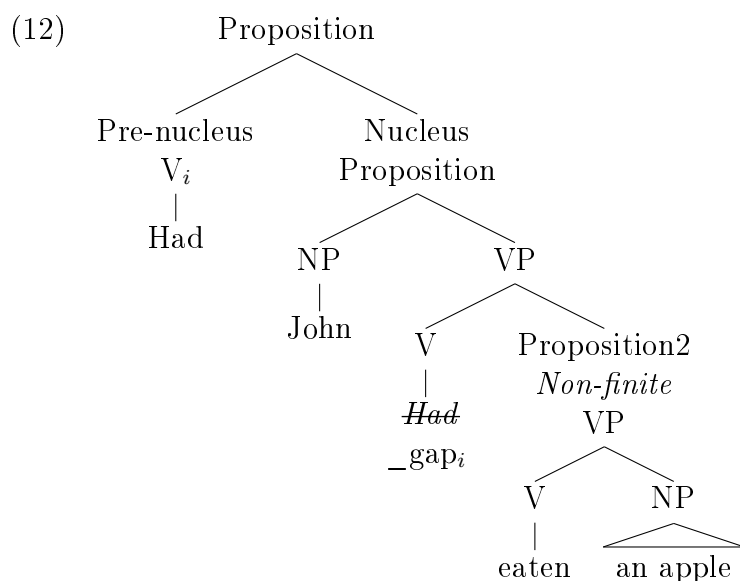 (12) Proposition
Pre-nucleus Nucleus
V_i Proposition
Had
NP VP
John
V Proposition2
Had Non-finite
_gap_i VP
V NP
eaten an apple